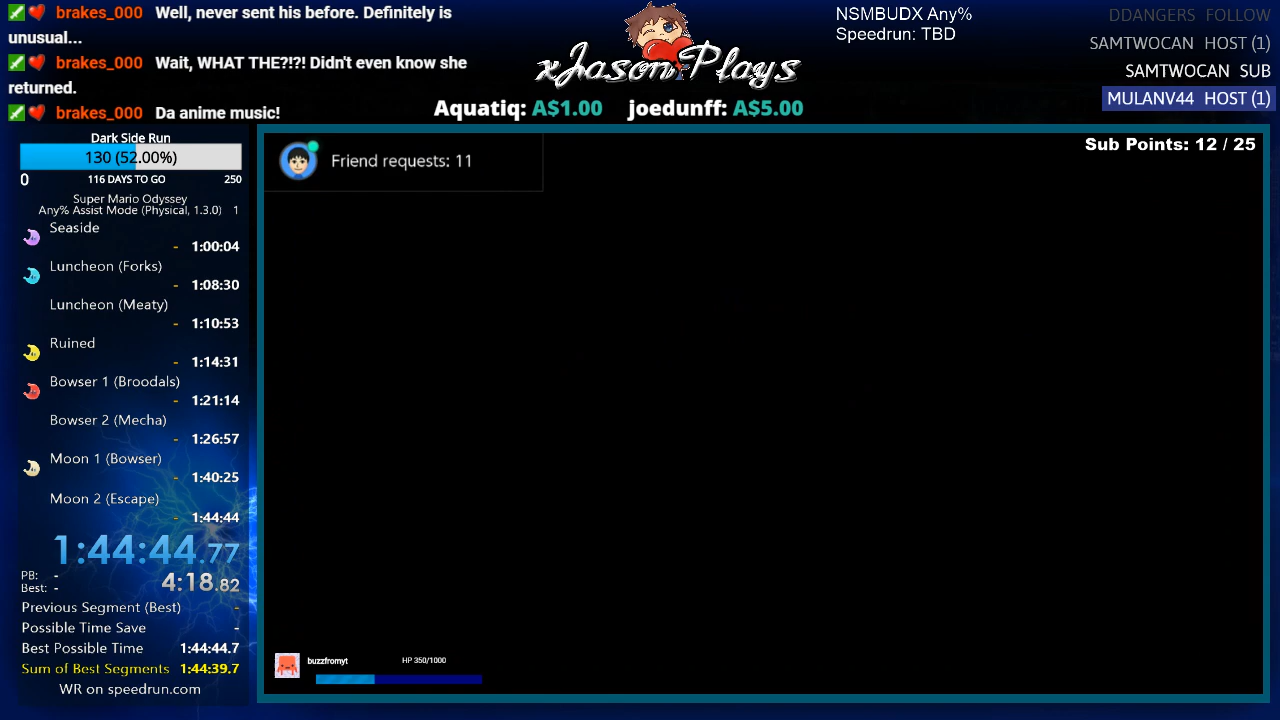 brakes_000 Well, never sent his before. Definitely is
unusual...
brakes_000 Wait, WHAT THE?!?! Didn't even know she
returned.
brakes_000 Da anime music!
xJasonPlays
Aquatiq: A$1.00 joedunff: A$5.00
NSMBUDX Any%
Speedrun: TBD
DDANGERS FOLLOW
SAMTWOCAN HOST (1)
SAMTWOCAN SUB
MULANV44 HOST (1)
Dark Side Run
130 (52.00%)
0 116 DAYS TO GO 250
Super Mario Odyssey
Any% Assist Mode (Physical, 1.3.0) 1
Seaside
- 1:00:04
Luncheon (Forks)
- 1:08:30
Luncheon (Meaty)
- 1:10:53
Ruined
- 1:14:31
Bowser 1 (Broodals)
- 1:21:14
Bowser 2 (Mecha)
- 1:26:57
Moon 1 (Bowser)
- 1:40:25
Moon 2 (Escape)
- 1:44:44
1:44:44.77
PB: -
Best: -
4:18.82
Previous Segment (Best) -
Possible Time Save -
Best Possible Time 1:44:44.7
Sum of Best Segments 1:44:39.7
WR on speedrun.com
Friend requests: 11
Sub Points: 12 / 25
buzzfromyt HP 350/1000